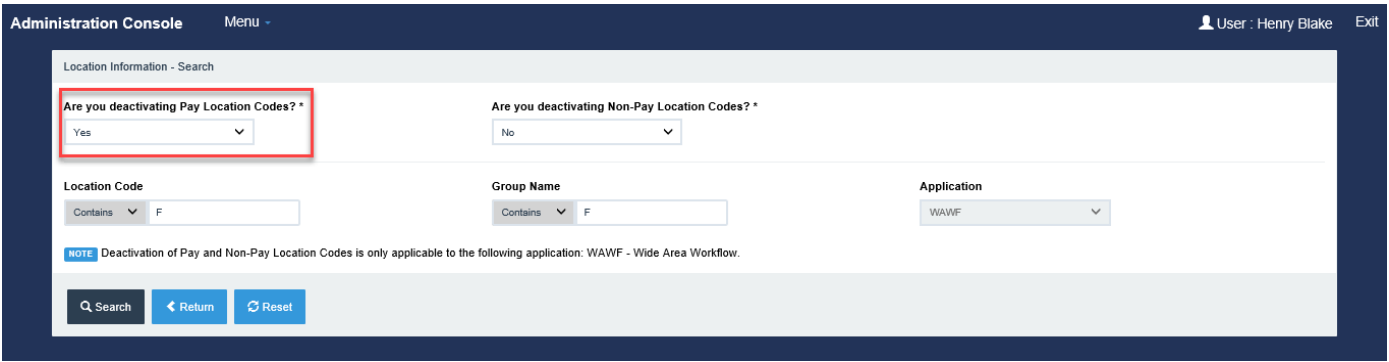 Administration Console Menu User : Henry Blake Exit
Location Information - Search
Are you deactivating Pay Location Codes? * Are you deactivating Non-Pay Location Codes? *
Yes No
Location Code Group Name Application
Contains F Contains F WAWF
NOTE Deactivation of Pay and Non-Pay Location Codes is only applicable to the following application: WAWF - Wide Area Workflow.
Search Return Reset